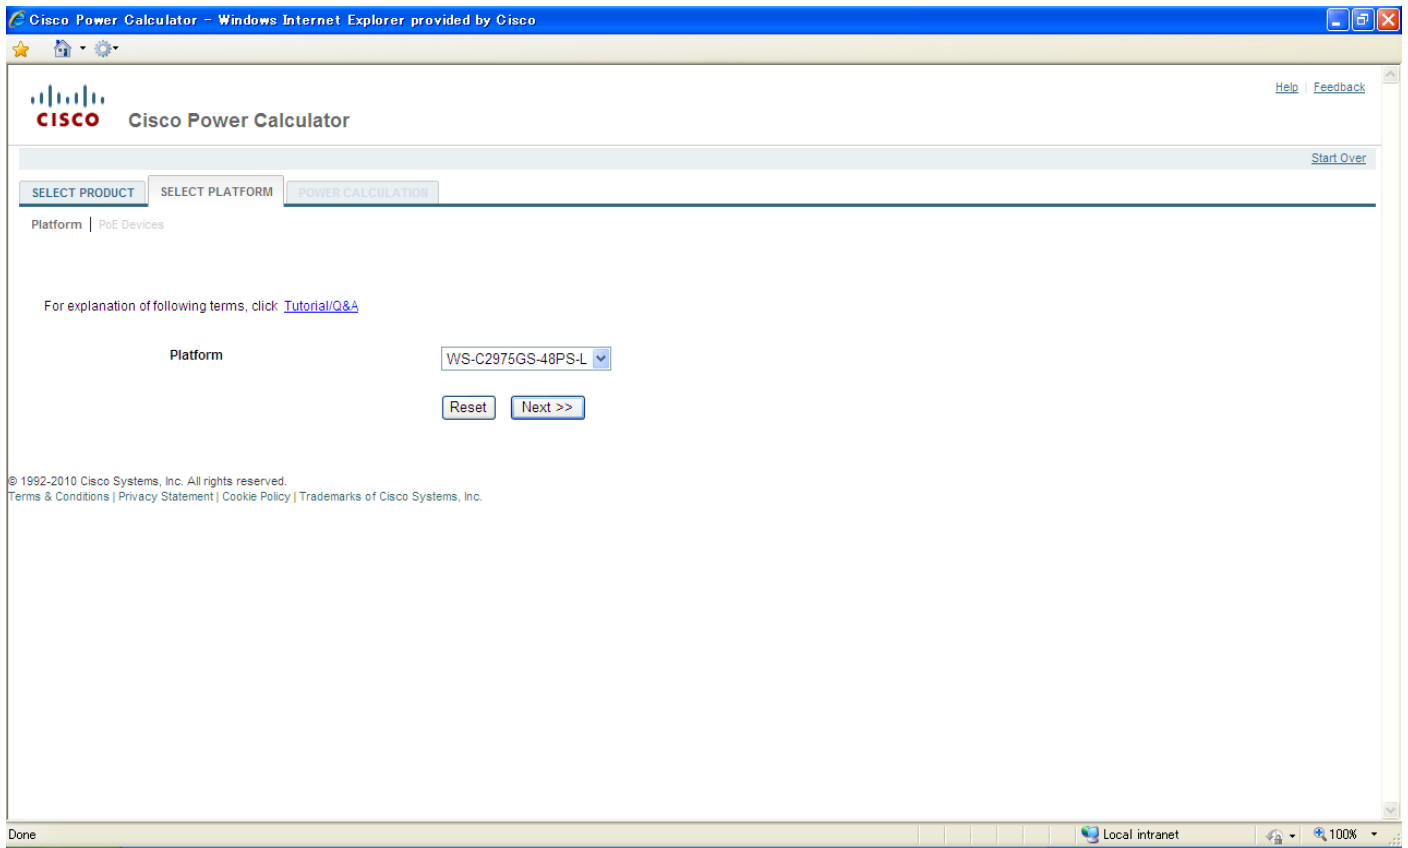 Cisco Power Calculator - Windows Internet Explorer provided by Cisco
Help | Feedback
CISCO Cisco Power Calculator
Start Over
SELECT PRODUCT SELECT PLATFORM POWER CALCULATION
Platform | PoE Devices
For explanation of following terms, click Tutorial/Q&A
Platform WS-C2975GS-48PS-L
Reset Next >>
© 1992-2010 Cisco Systems, Inc. All rights reserved.
Terms & Conditions | Privacy Statement | Cookie Policy | Trademarks of Cisco Systems, Inc.
Done Local intranet 100%